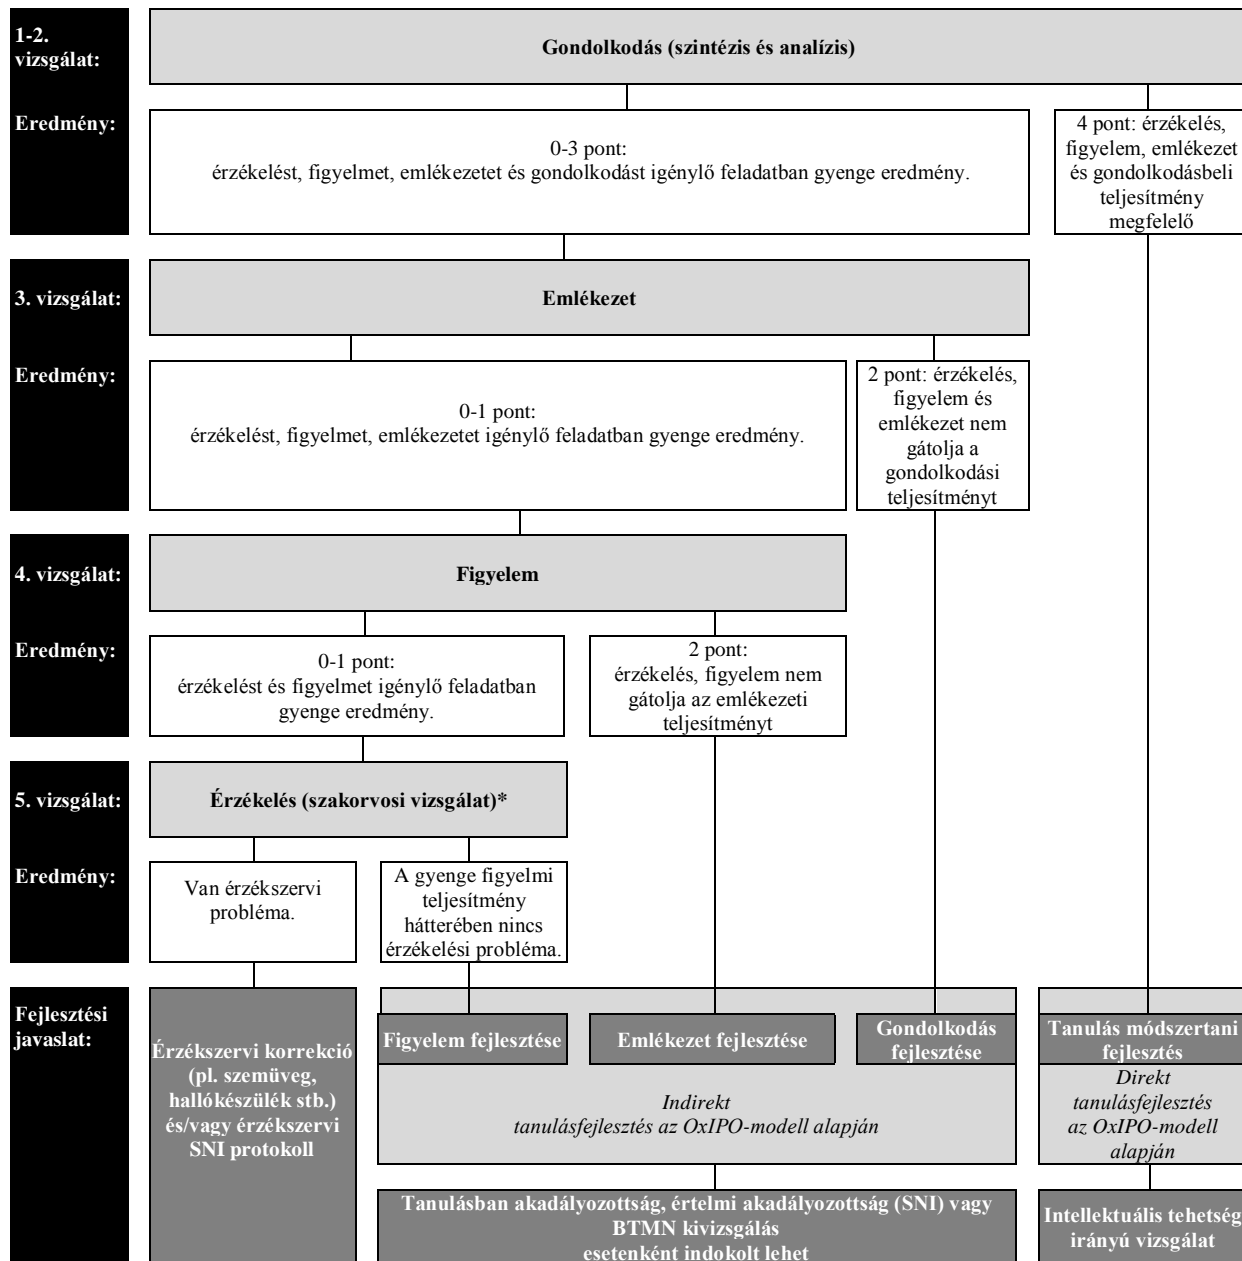 1-2.
vizsgálat:
Gondolkodás (szintézis és analízis)
Eredmény:
0-3 pont:
érzékelést, figyelmet, emlékezetet és gondolkodást igénylő feladatban gyenge eredmény.
4 pont: érzékelés,
figyelem, emlékezet
és gondolkodásbeli
teljesítmény
megfelelő
3. vizsgálat:
Emlékezet
Eredmény:
0-1 pont:
érzékelést, figyelmet, emlékezetet igénylő feladatban gyenge eredmény.
2 pont: érzékelés,
figyelem és
emlékezet nem
gátolja a
gondolkodási
teljesítményt
4. vizsgálat:
Figyelem
Eredmény:
0-1 pont:
érzékelést és figyelmet igénylő feladatban
gyenge eredmény.
2 pont:
érzékelés, figyelem nem
gátolja az emlékezeti
teljesítményt
5. vizsgálat:
Érzékelés (szakorvosi vizsgálat)*
Eredmény:
Van érzékszervi
probléma.
A gyenge figyelmi
teljesítmény
hátterében nincs
érzékelési probléma.
Fejlesztési
javaslat:
Érzékszervi korrekció
(pl. szemüveg,
hallókészülék stb.)
és/vagy érzékszervi
SNI protokoll
Figyelem fejlesztése
Emlékezet fejlesztése
Gondolkodás
fejlesztése
Indirekt
tanulásfejlesztés az OxIPO-modell alapján
Tanulás módszertani
fejlesztés
Direkt
tanulásfejlesztés
az OxIPO-modell
alapján
Tanulásban akadályozottság, értelmi akadályozottság (SNI) vagy
BTMN kivizsgálás
esetenként indokolt lehet
Intellektuális tehetség
irányú vizsgálat